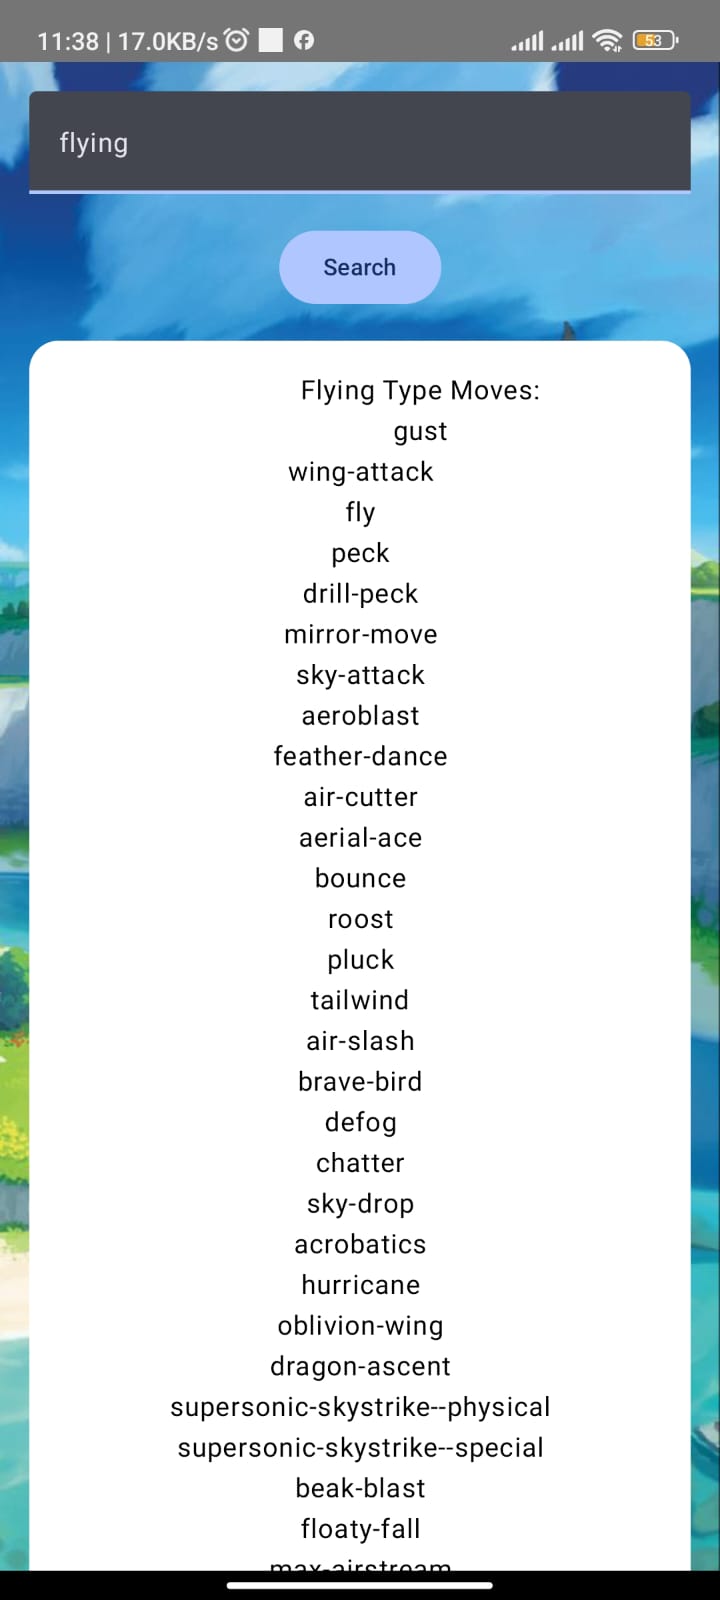 11:38 | 17.0KB/s
53
flying
Search
Flying Type Moves:
gust
wing-attack
fly
peck
drill-peck
mirror-move
sky-attack
aeroblast
feather-dance
air-cutter
aerial-ace
bounce
roost
pluck
tailwind
air-slash
brave-bird
defog
chatter
sky-drop
acrobatics
hurricane
oblivion-wing
dragon-ascent
supersonic-skystrike--physical
supersonic-skystrike--special
beak-blast
floaty-fall
max-airstream